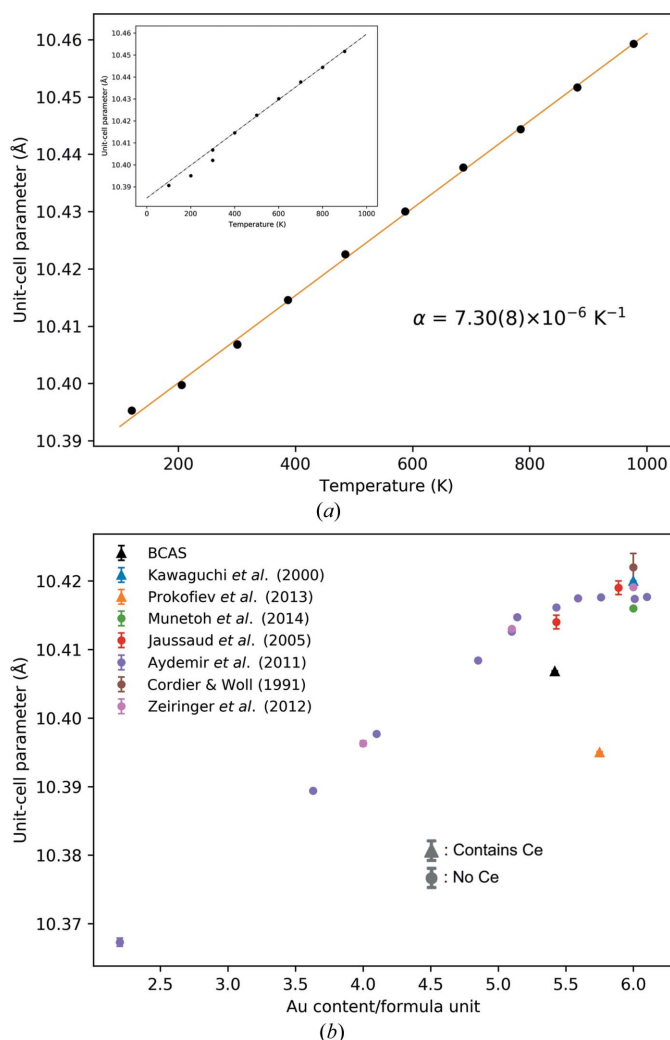 10.46
10.45
10.44
10.43
10.42
10.41
10.40
10.39
Unit-cell parameter (Å)
10.46
10.45
10.44
10.43
10.42
10.41
10.40
10.39
Unit-cell parameter (Å)
0 200 400 600 800 1000
Temperature (K)
α = 7.30(8)×10⁻⁶ K⁻¹
200 400 600 800 1000
Temperature (K)
(a)
BCAS
Kawaguchi et al. (2000)
Prokofiev et al. (2013)
Munetoh et al. (2014)
Jaussaud et al. (2005)
Aydemir et al. (2011)
Cordier & Woll (1991)
Zeiringer et al. (2012)
10.42
10.41
10.40
10.39
10.38
10.37
Unit-cell parameter (Å)
: Contains Ce
: No Ce
2.5 3.0 3.5 4.0 4.5 5.0 5.5 6.0
Au content/formula unit
(b)